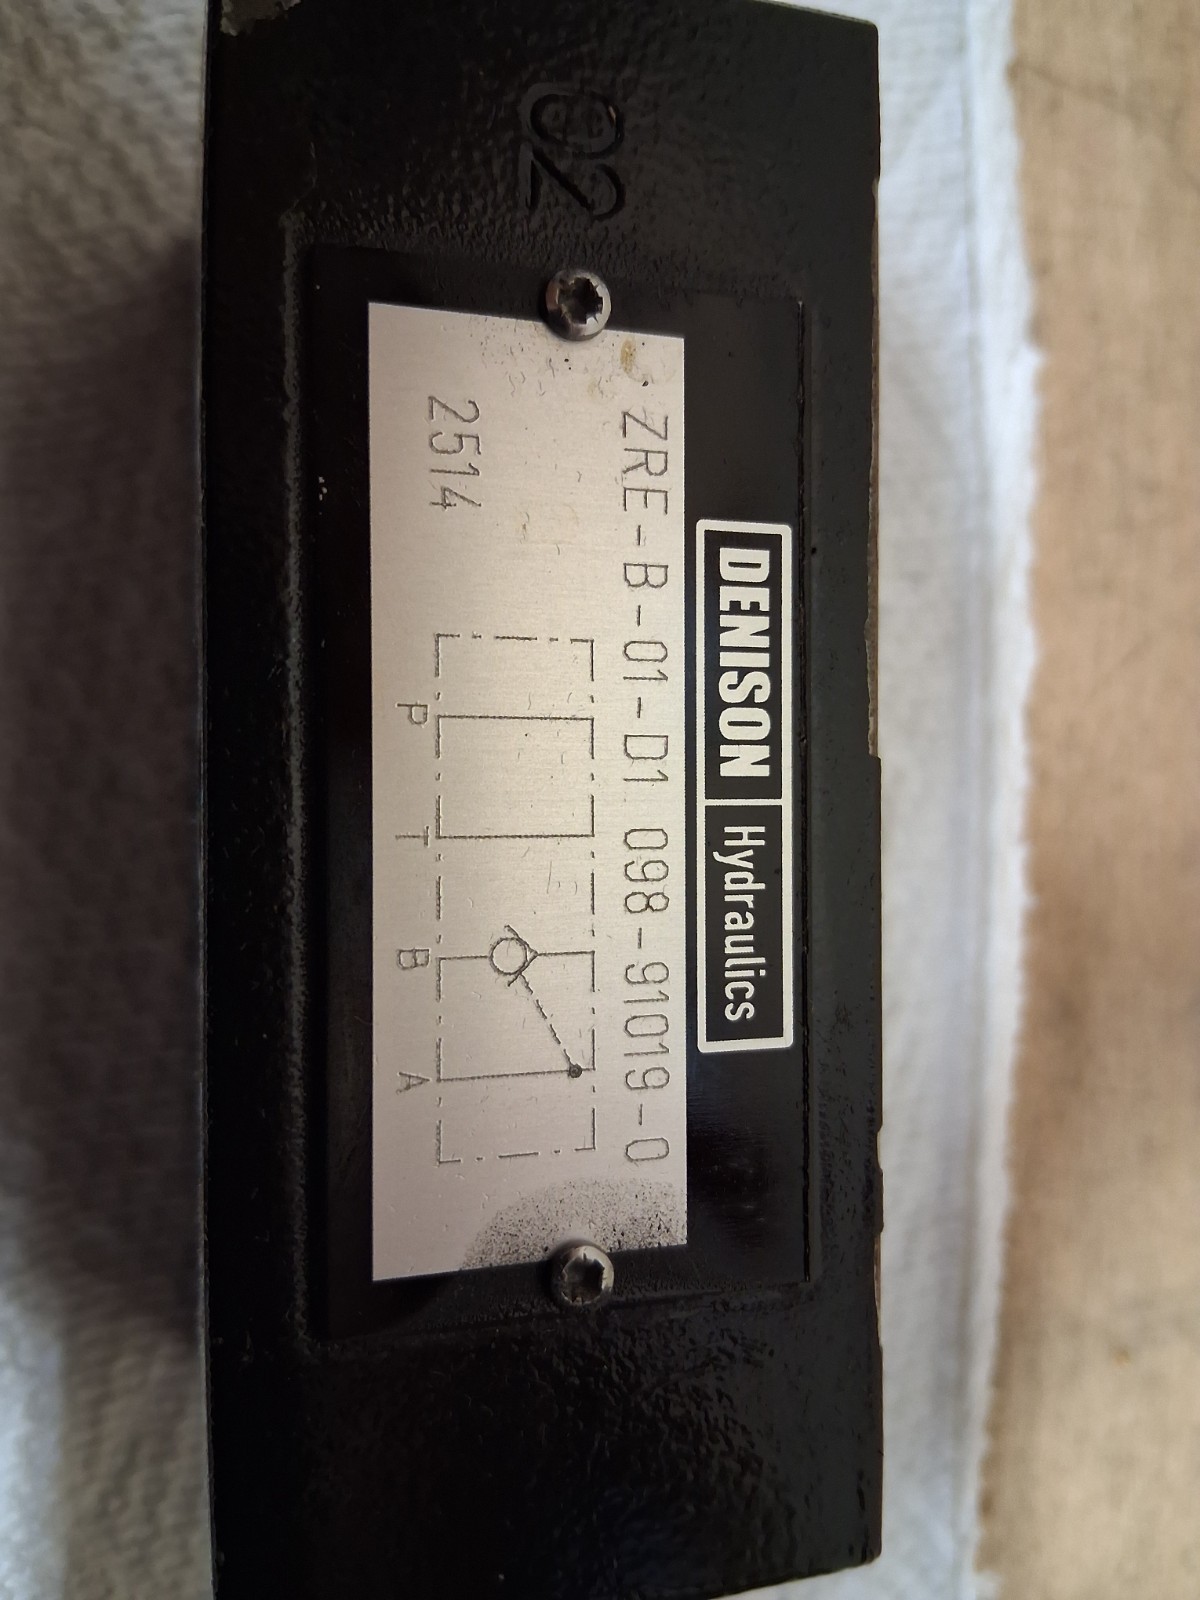 02
DENISON Hydraulics
ZRE-B-01-D1 098-91019-0
2514
P T B A